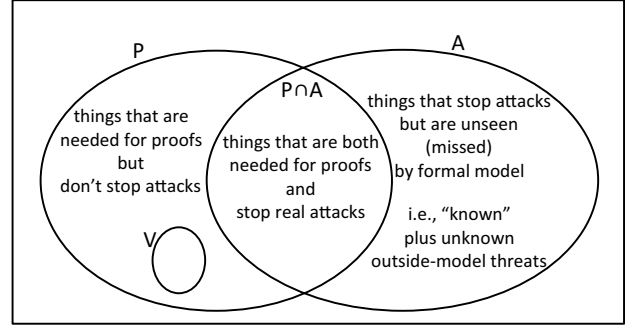 P
A
P∩A
things that are
needed for proofs
but
don't stop attacks
things that are both
needed for proofs
and
stop real attacks
things that stop attacks
but are unseen
(missed)
by formal model
i.e., “known”
plus unknown
outside-model threats
V